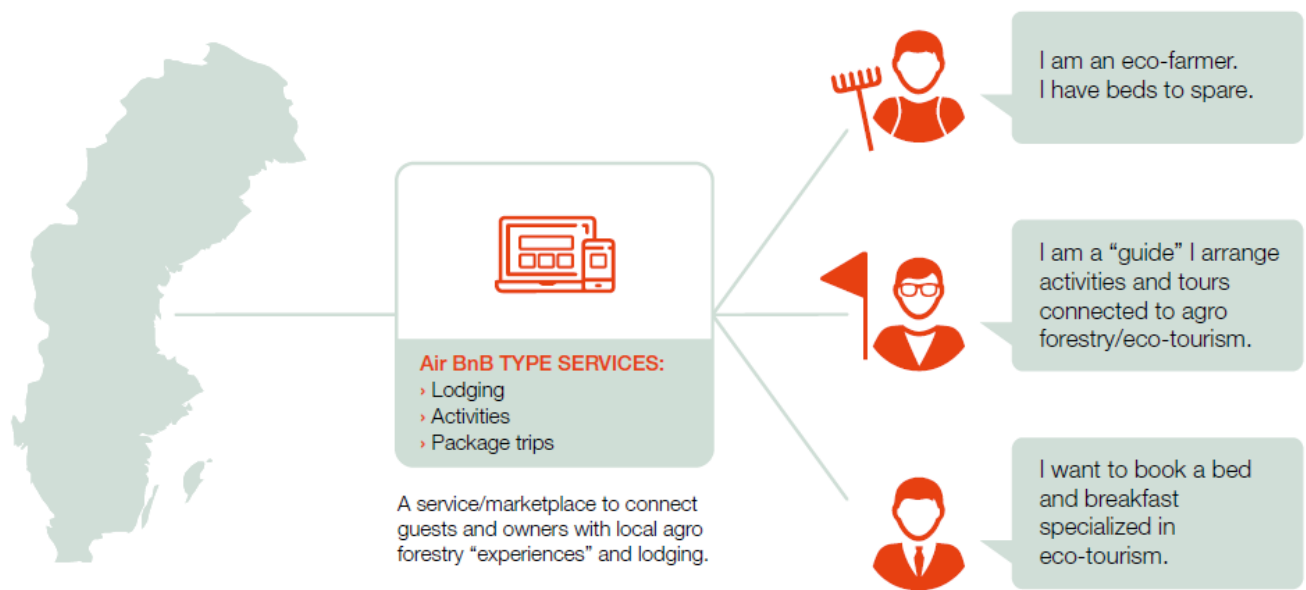 Air BnB TYPE SERVICES:
› Lodging
› Activities
› Package trips
A service/marketplace to connect
guests and owners with local agro
forestry “experiences” and lodging.
I am an eco-farmer.
I have beds to spare.
I am a “guide” I arrange
activities and tours
connected to agro
forestry/eco-tourism.
I want to book a bed
and breakfast
specialized in
eco-tourism.